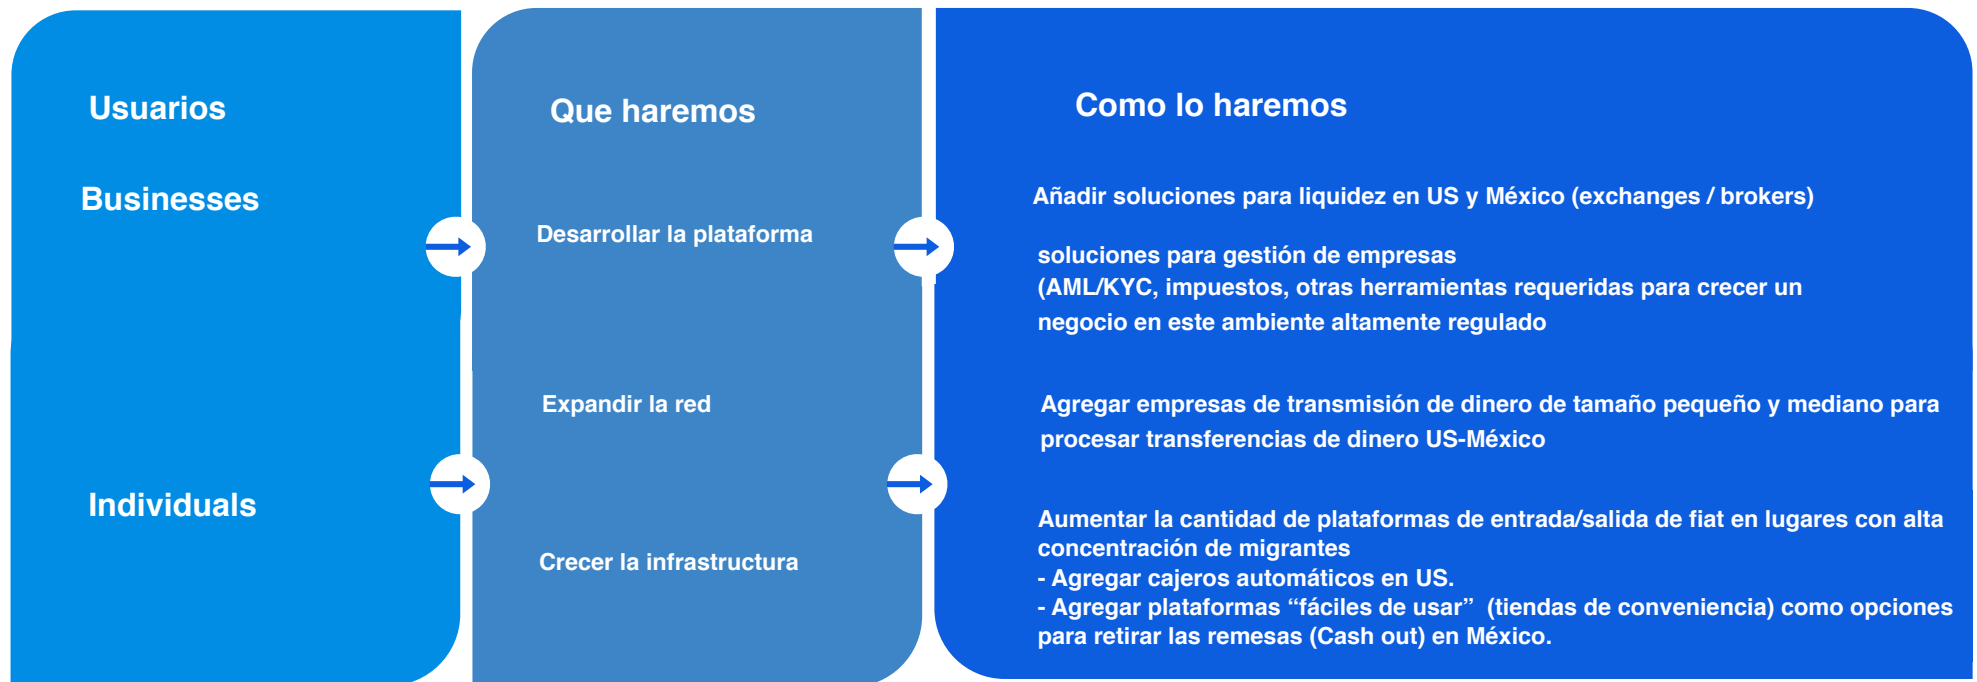 Usuarios
Businesses
Individuals
Que haremos
Desarrollar la plataforma
Expandir la red
Crecer la infrastructura
Como lo haremos
Añadir soluciones para liquidez en US y México (exchanges / brokers)
soluciones para gestión de empresas
(AML/KYC, impuestos, otras herramientas requeridas para crecer un
negocio en este ambiente altamente regulado
Agregar empresas de transmisión de dinero de tamaño pequeño y mediano para
procesar transferencias de dinero US-México
Aumentar la cantidad de plataformas de entrada/salida de fiat en lugares con alta
concentración de migrantes
- Agregar cajeros automáticos en US.
- Agregar plataformas “fáciles de usar”  (tiendas de conveniencia) como opciones
para retirar las remesas (Cash out) en México.